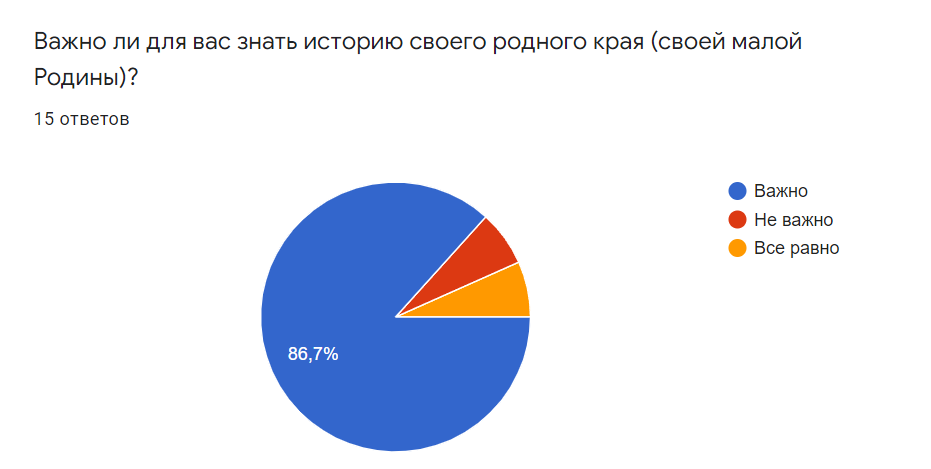 Важно ли для вас знать историю своего родного края (своей малой
Родины)?
15 ответов
Важно
Не важно
Все равно
86,7%